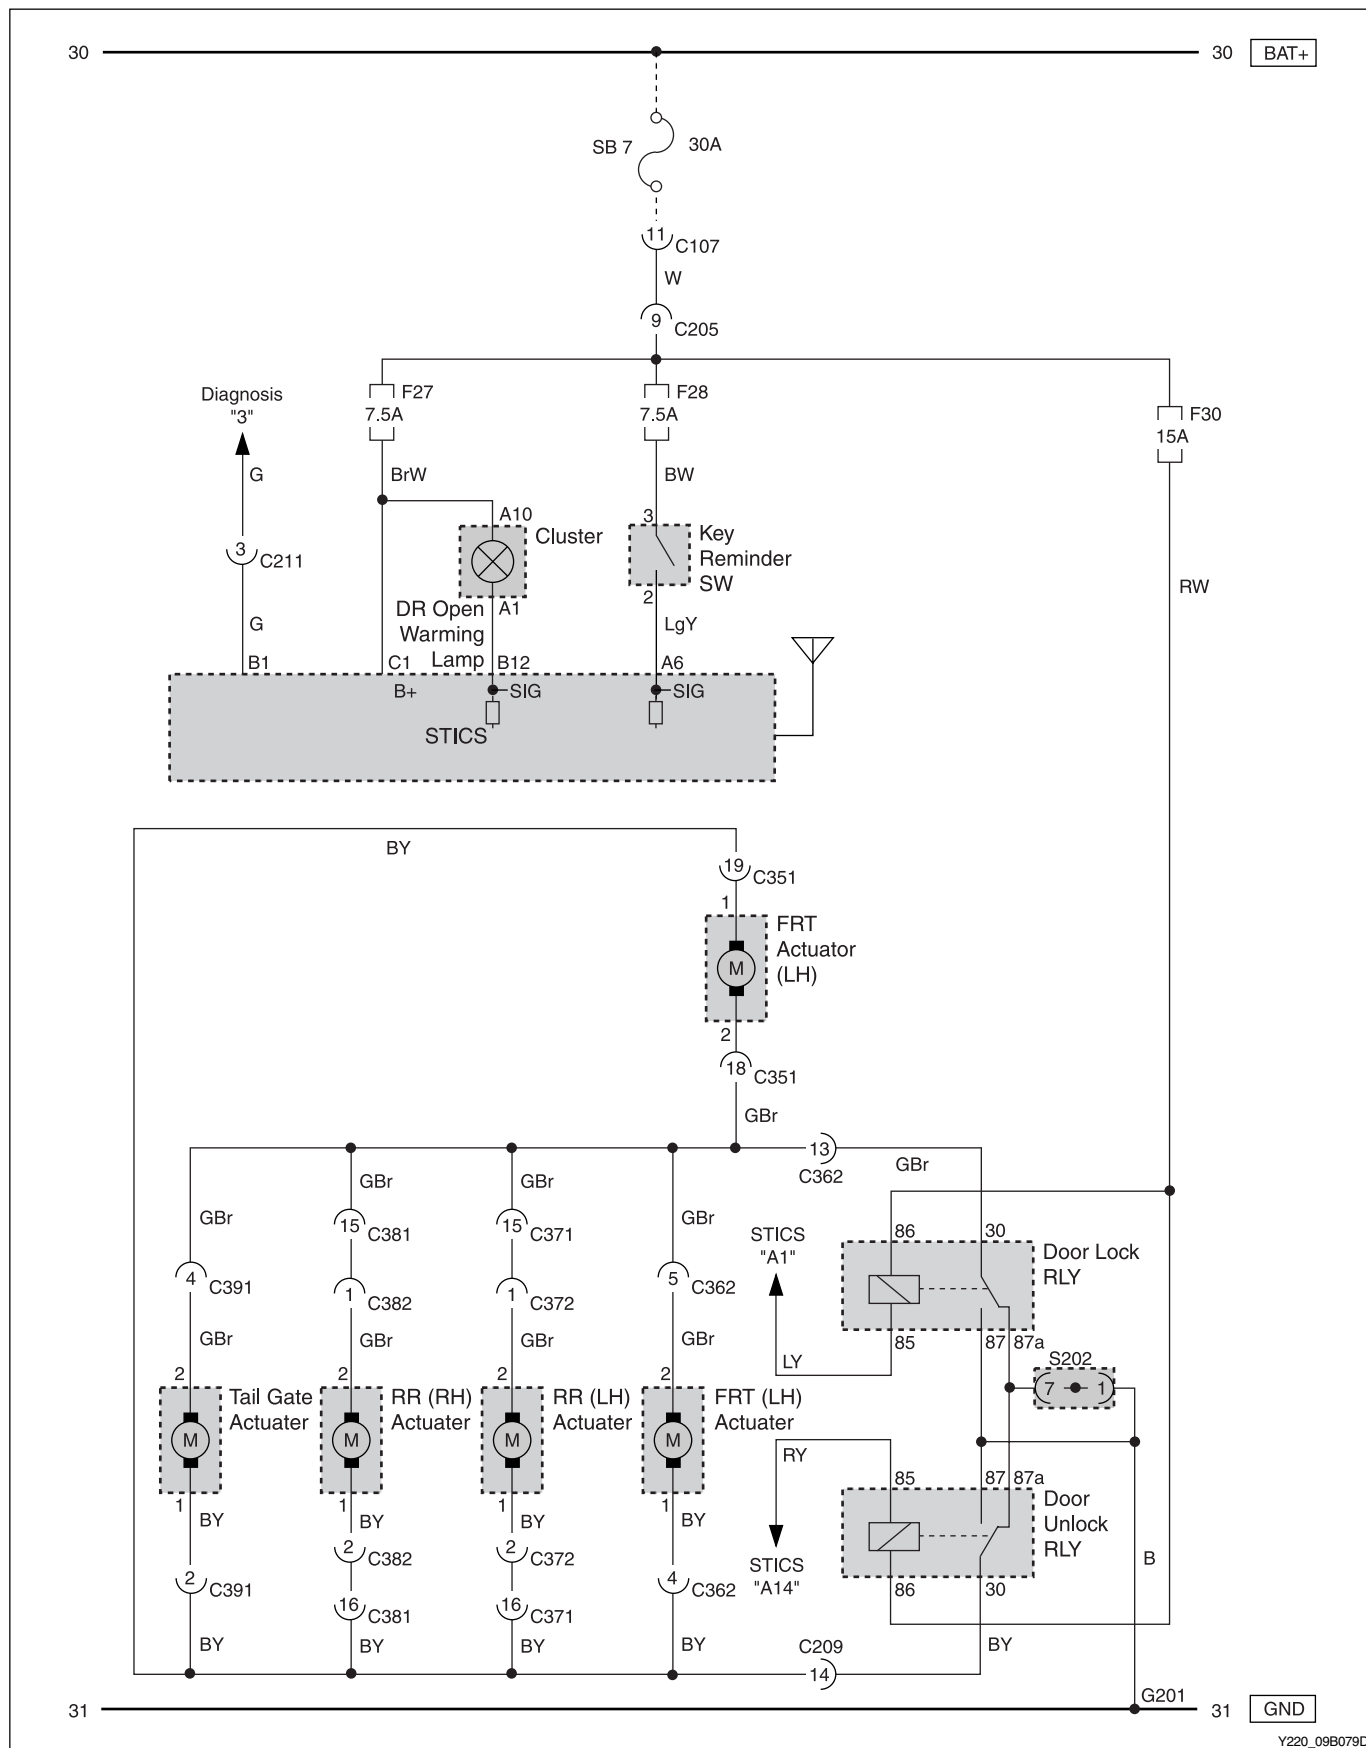 30
30
BAT+
SB 7
30A
11
C107
W
9
C205
Diagnosis
"3"
F27
7.5A
F28
7.5A
F30
15A
G
BrW
BW
A10
Cluster
3
Key
Reminder
SW
3
C211
RW
A1
2
DR Open
Warming
Lamp
G
LgY
B1
C1
B12
A6
B+
SIG
SIG
STICS
BY
19
C351
1
FRT
Actuator
(LH)
M
2
18
C351
GBr
13
C362
GBr
GBr
GBr
GBr
GBr
GBr
15
C381
15
C371
STICS
"A1"
86
30
Door Lock
RLY
4
C391
1
C382
1
C372
5
C362
GBr
GBr
GBr
GBr
85
87
87a
LY
S202
7
1
2
2
2
2
Tail Gate
Actuater
RR (RH)
Actuater
RR (LH)
Actuater
FRT (LH)
Actuater
M
M
M
M
RY
85
87
87a
1
1
1
1
BY
BY
BY
BY
Door
Unlock
RLY
2
C382
2
C372
STICS
"A14"
B
2
C391
4
C362
86
30
16
C381
16
C371
BY
BY
BY
BY
C209
14
BY
G201
31
31
GND
Y220_09B079D